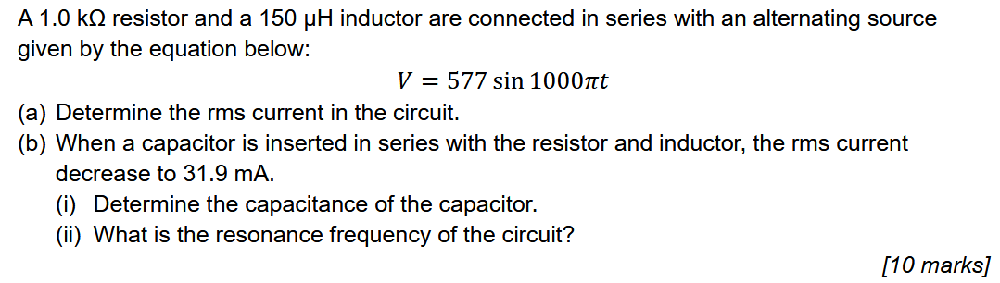 A 1.0 kΩ resistor and a 150 μH inductor are connected in series with an alternating source
given by the equation below:
V = 577 sin 1000πt
(a) Determine the rms current in the circuit.
(b) When a capacitor is inserted in series with the resistor and inductor, the rms current
decrease to 31.9 mA.
(i) Determine the capacitance of the capacitor.
(ii) What is the resonance frequency of the circuit?
[10 marks]